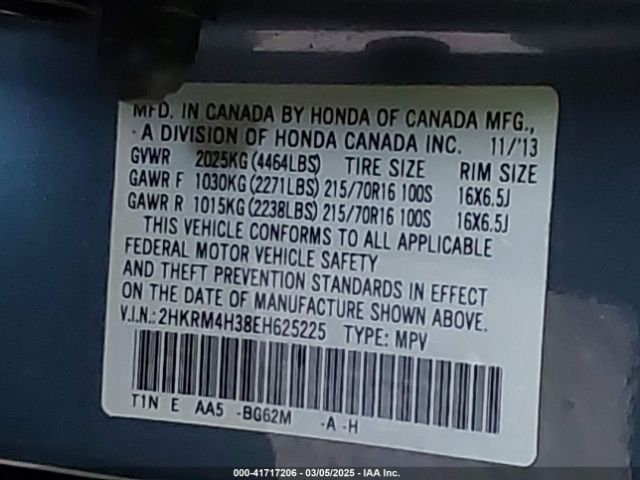 MFD. IN CANADA BY HONDA OF CANADA MFG.,
A DIVISION OF HONDA CANADA INC. 11/'13
GVWR 2025KG (4464LBS) TIRE SIZE RIM SIZE
GAWR F 1030KG (2271LBS) 215/70R16 100S 16X6.5J
GAWR R 1015KG (2238LBS) 215/70R16 100S 16X6.5J
THIS VEHICLE CONFORMS TO ALL APPLICABLE
FEDERAL MOTOR VEHICLE SAFETY
AND THEFT PREVENTION STANDARDS IN EFFECT
ON THE DATE OF MANUFACTURE SHOWN ABOVE.
V.I.N.: 2HKRM4H38EH625225 TYPE: MPV
T1N E AA5 -BG62M -A -H
000-41717206 - 03/05/2025 - IAA Inc.